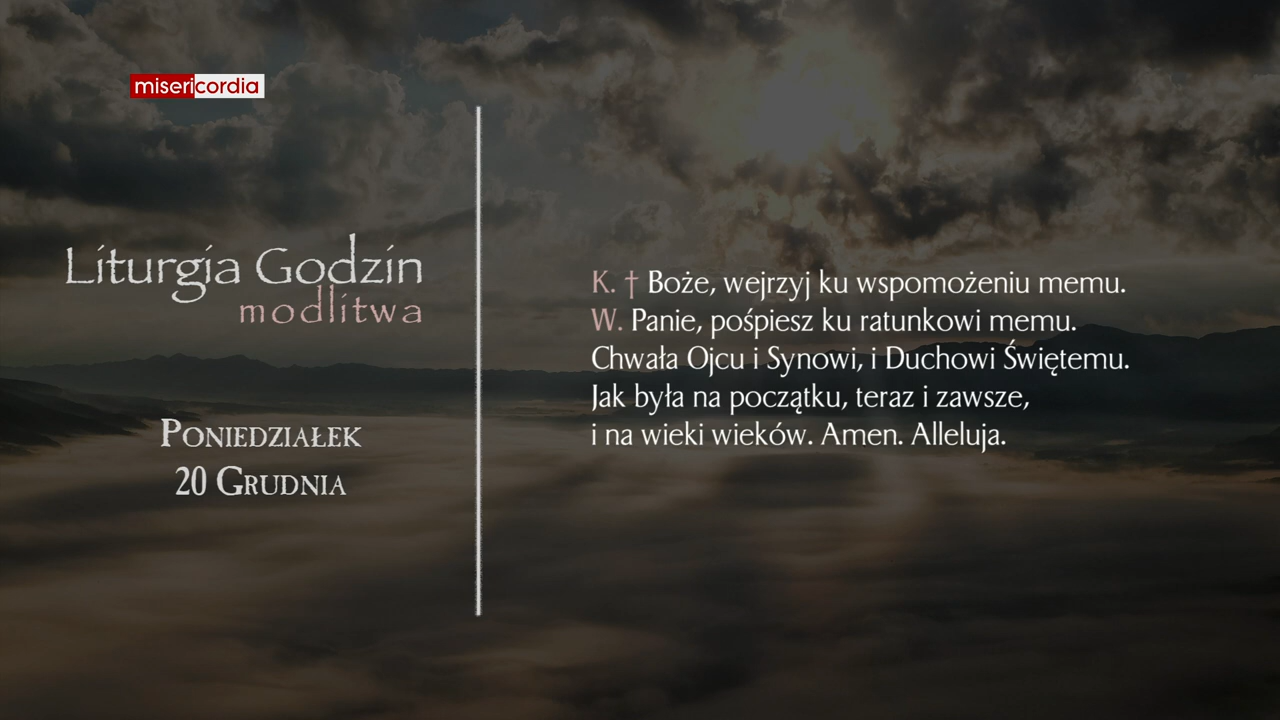 misericordia
Liturgia Godzin
modlitwa
Poniedziałek
20 Grudnia
K. † Boże, wejrzyj ku wspomożeniu memu.
W. Panie, pośpiesz ku ratunkowi memu.
Chwała Ojcu i Synowi, i Duchowi Świętemu.
Jak była na początku, teraz i zawsze,
i na wieki wieków. Amen. Alleluja.